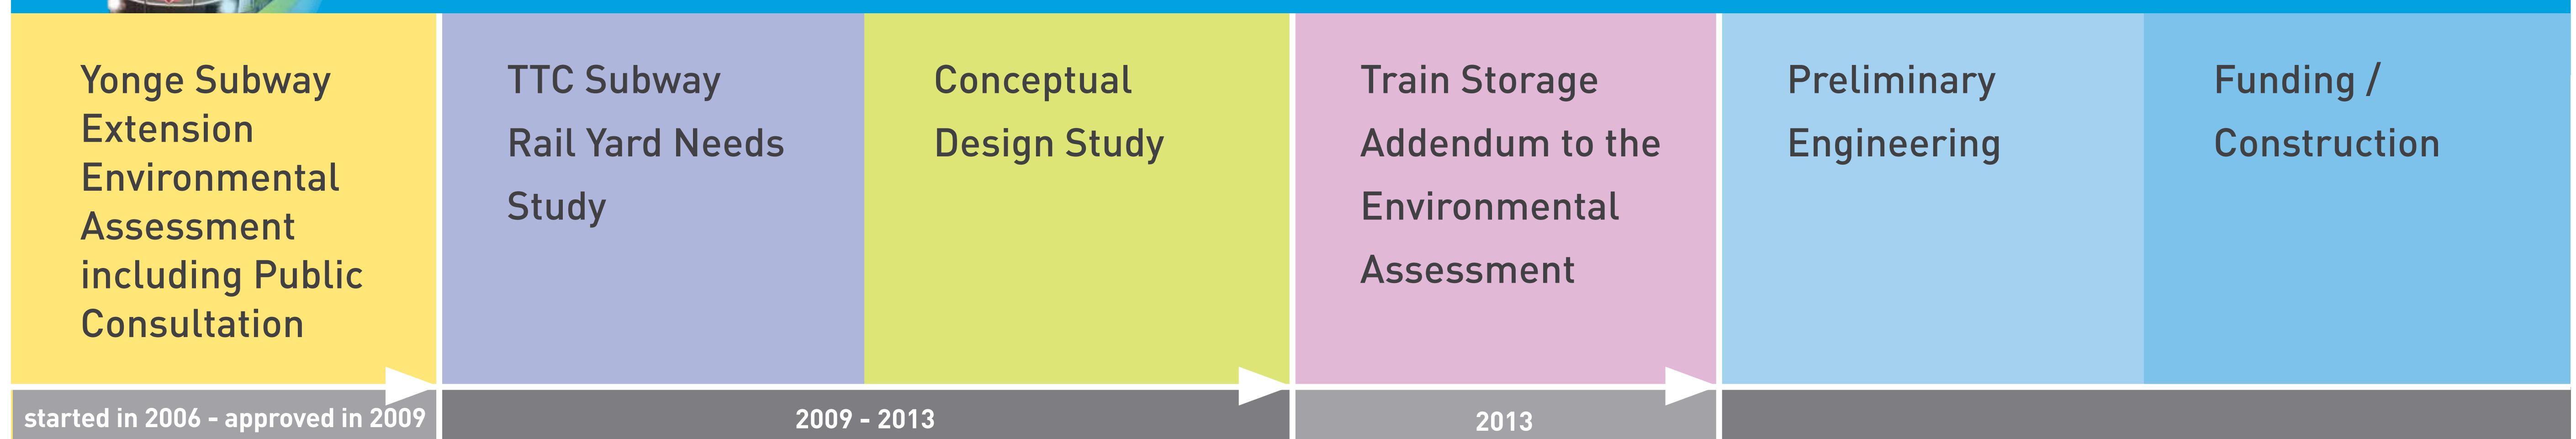 Yonge Subway
Extension
Environmental
Assessment
including Public
Consultation
TTC Subway
Rail Yard Needs
Study
Conceptual
Design Study
Train Storage
Addendum to the
Environmental
Assessment
Preliminary
Engineering
Funding /
Construction
started in 2006 - approved in 2009
2009 - 2013
2013